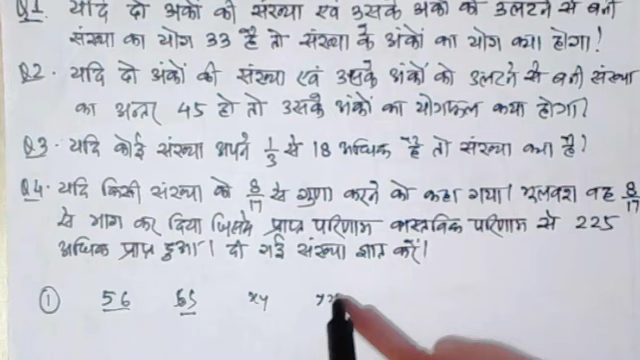 Q1. यदि दो अंकों की संख्या एवं उसके अंकों को उलटने से बनी
संख्या का योग 33 है तो संख्या के अंकों का योग क्या होगा!
Q2. यदि दो अंकों की संख्या एवं उसके अंकों को उलटने से बनी संख्या
का अन्तर 45 हो तो उसके अंकों का योगफल क्या होगा?
Q3. यदि कोई संख्या अपने 1/3 से 18 अधिक है तो संख्या क्या है?
Q4. यदि किसी संख्या को 8/17 से गुणा करने को कहा गया। भूलवश वह 8/17
से भाग कर दिया जिससे प्राप्त परिणाम वास्तविक परिणाम से 225
अधिक प्राप्त हुआ। दी गई संख्या ज्ञात करें।
① 56 65 xy